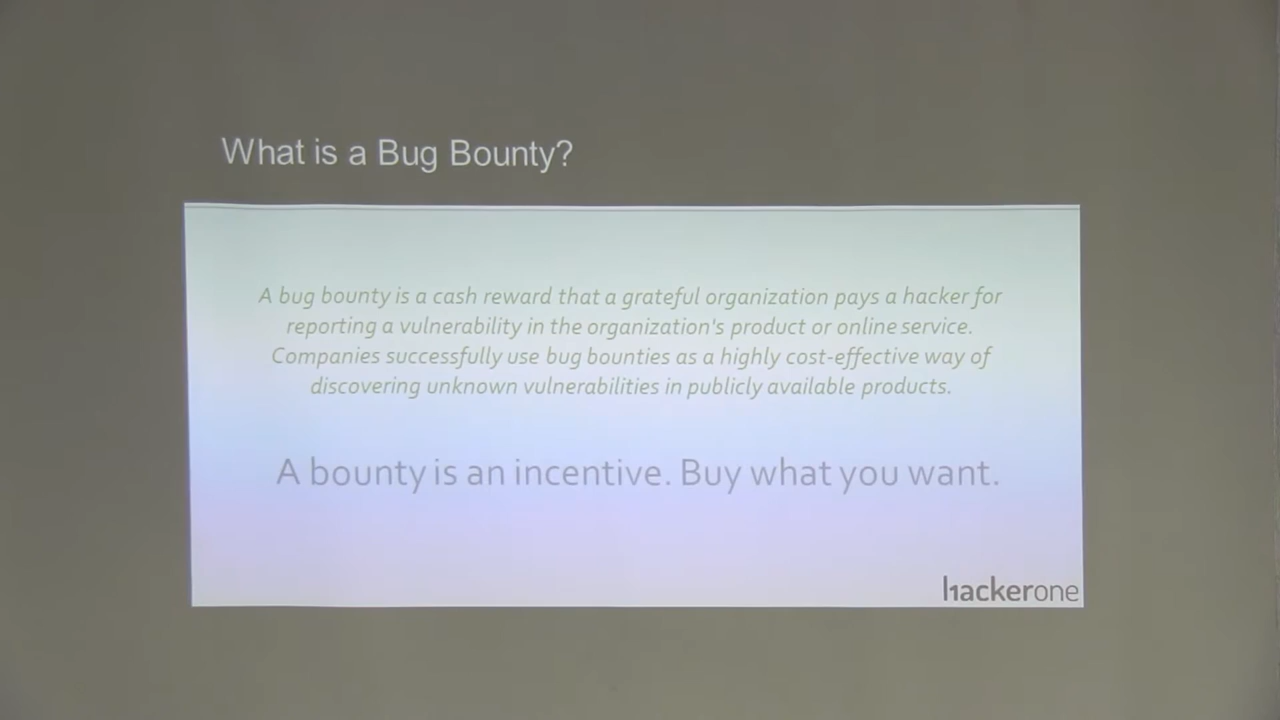 What is a Bug Bounty?
A bug bounty is a cash reward that a grateful organization pays a hacker for
reporting a vulnerability in the organization's product or online service.
Companies successfully use bug bounties as a highly cost-effective way of
discovering unknown vulnerabilities in publicly available products.
A bounty is an incentive. Buy what you want.
hackerone